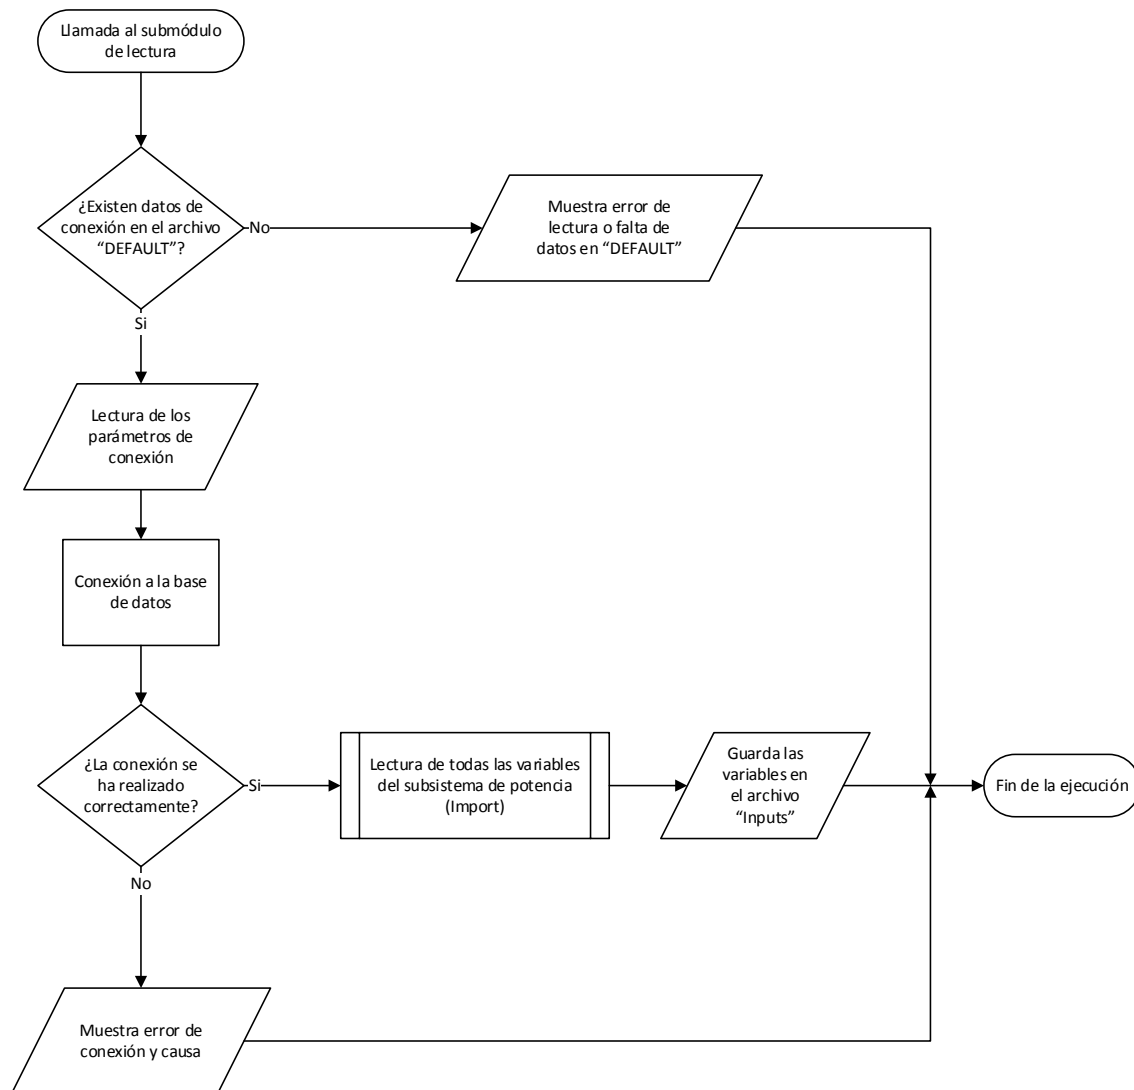 Llamada al submódulo
de lectura
¿Existen datos de
conexión en el archivo
“DEFAULT”?
No
Muestra error de
lectura o falta de
datos en “DEFAULT”
Si
Lectura de los
parámetros de
conexión
Conexión a la base
de datos
¿La conexión se
ha realizado
correctamente?
Si
Lectura de todas las variables
del subsistema de potencia
(Import)
Guarda las
variables en
el archivo
“Inputs”
Fin de la ejecución
No
Muestra error de
conexión y causa